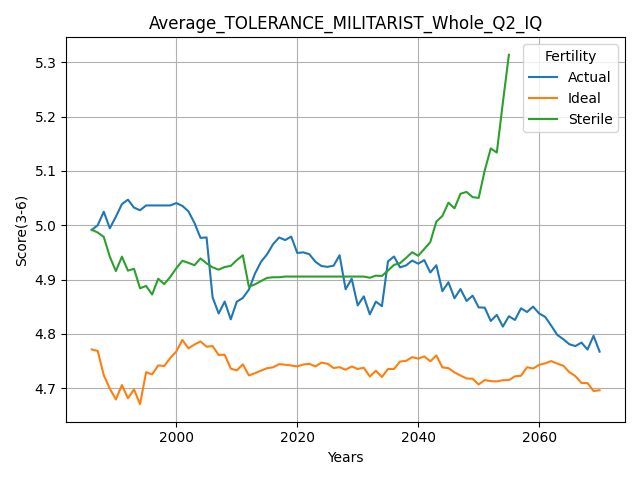 Average_TOLERANCE_MILITARIST_Whole_Q2_IQ
Fertility
Actual
Ideal
Sterile
Score(3-6)
5.3
5.2
5.1
5.0
4.9
4.8
4.7
2000 2020 2040 2060
Years